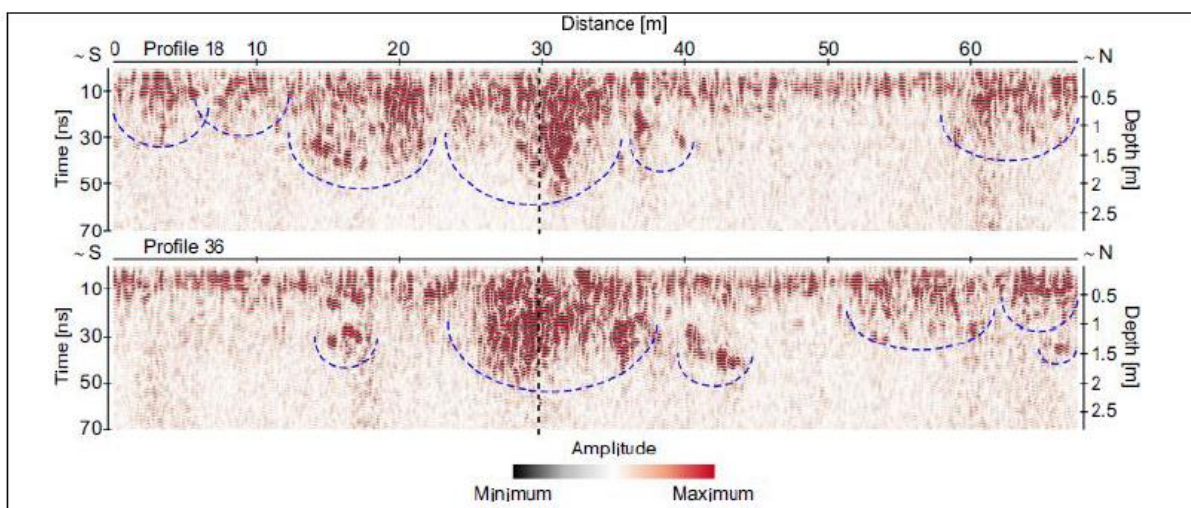 Distance [m]
~ S 0 Profile 18 10 20 30 40 50 60 ~ N
10 0.5
30 1
1.5
50 2
2.5
70
Time [ns]
Depth [m]
~ S Profile 36 ~ N
10 0.5
30 1
1.5
50 2
2.5
70
Time [ns]
Depth [m]
Amplitude
Minimum Maximum